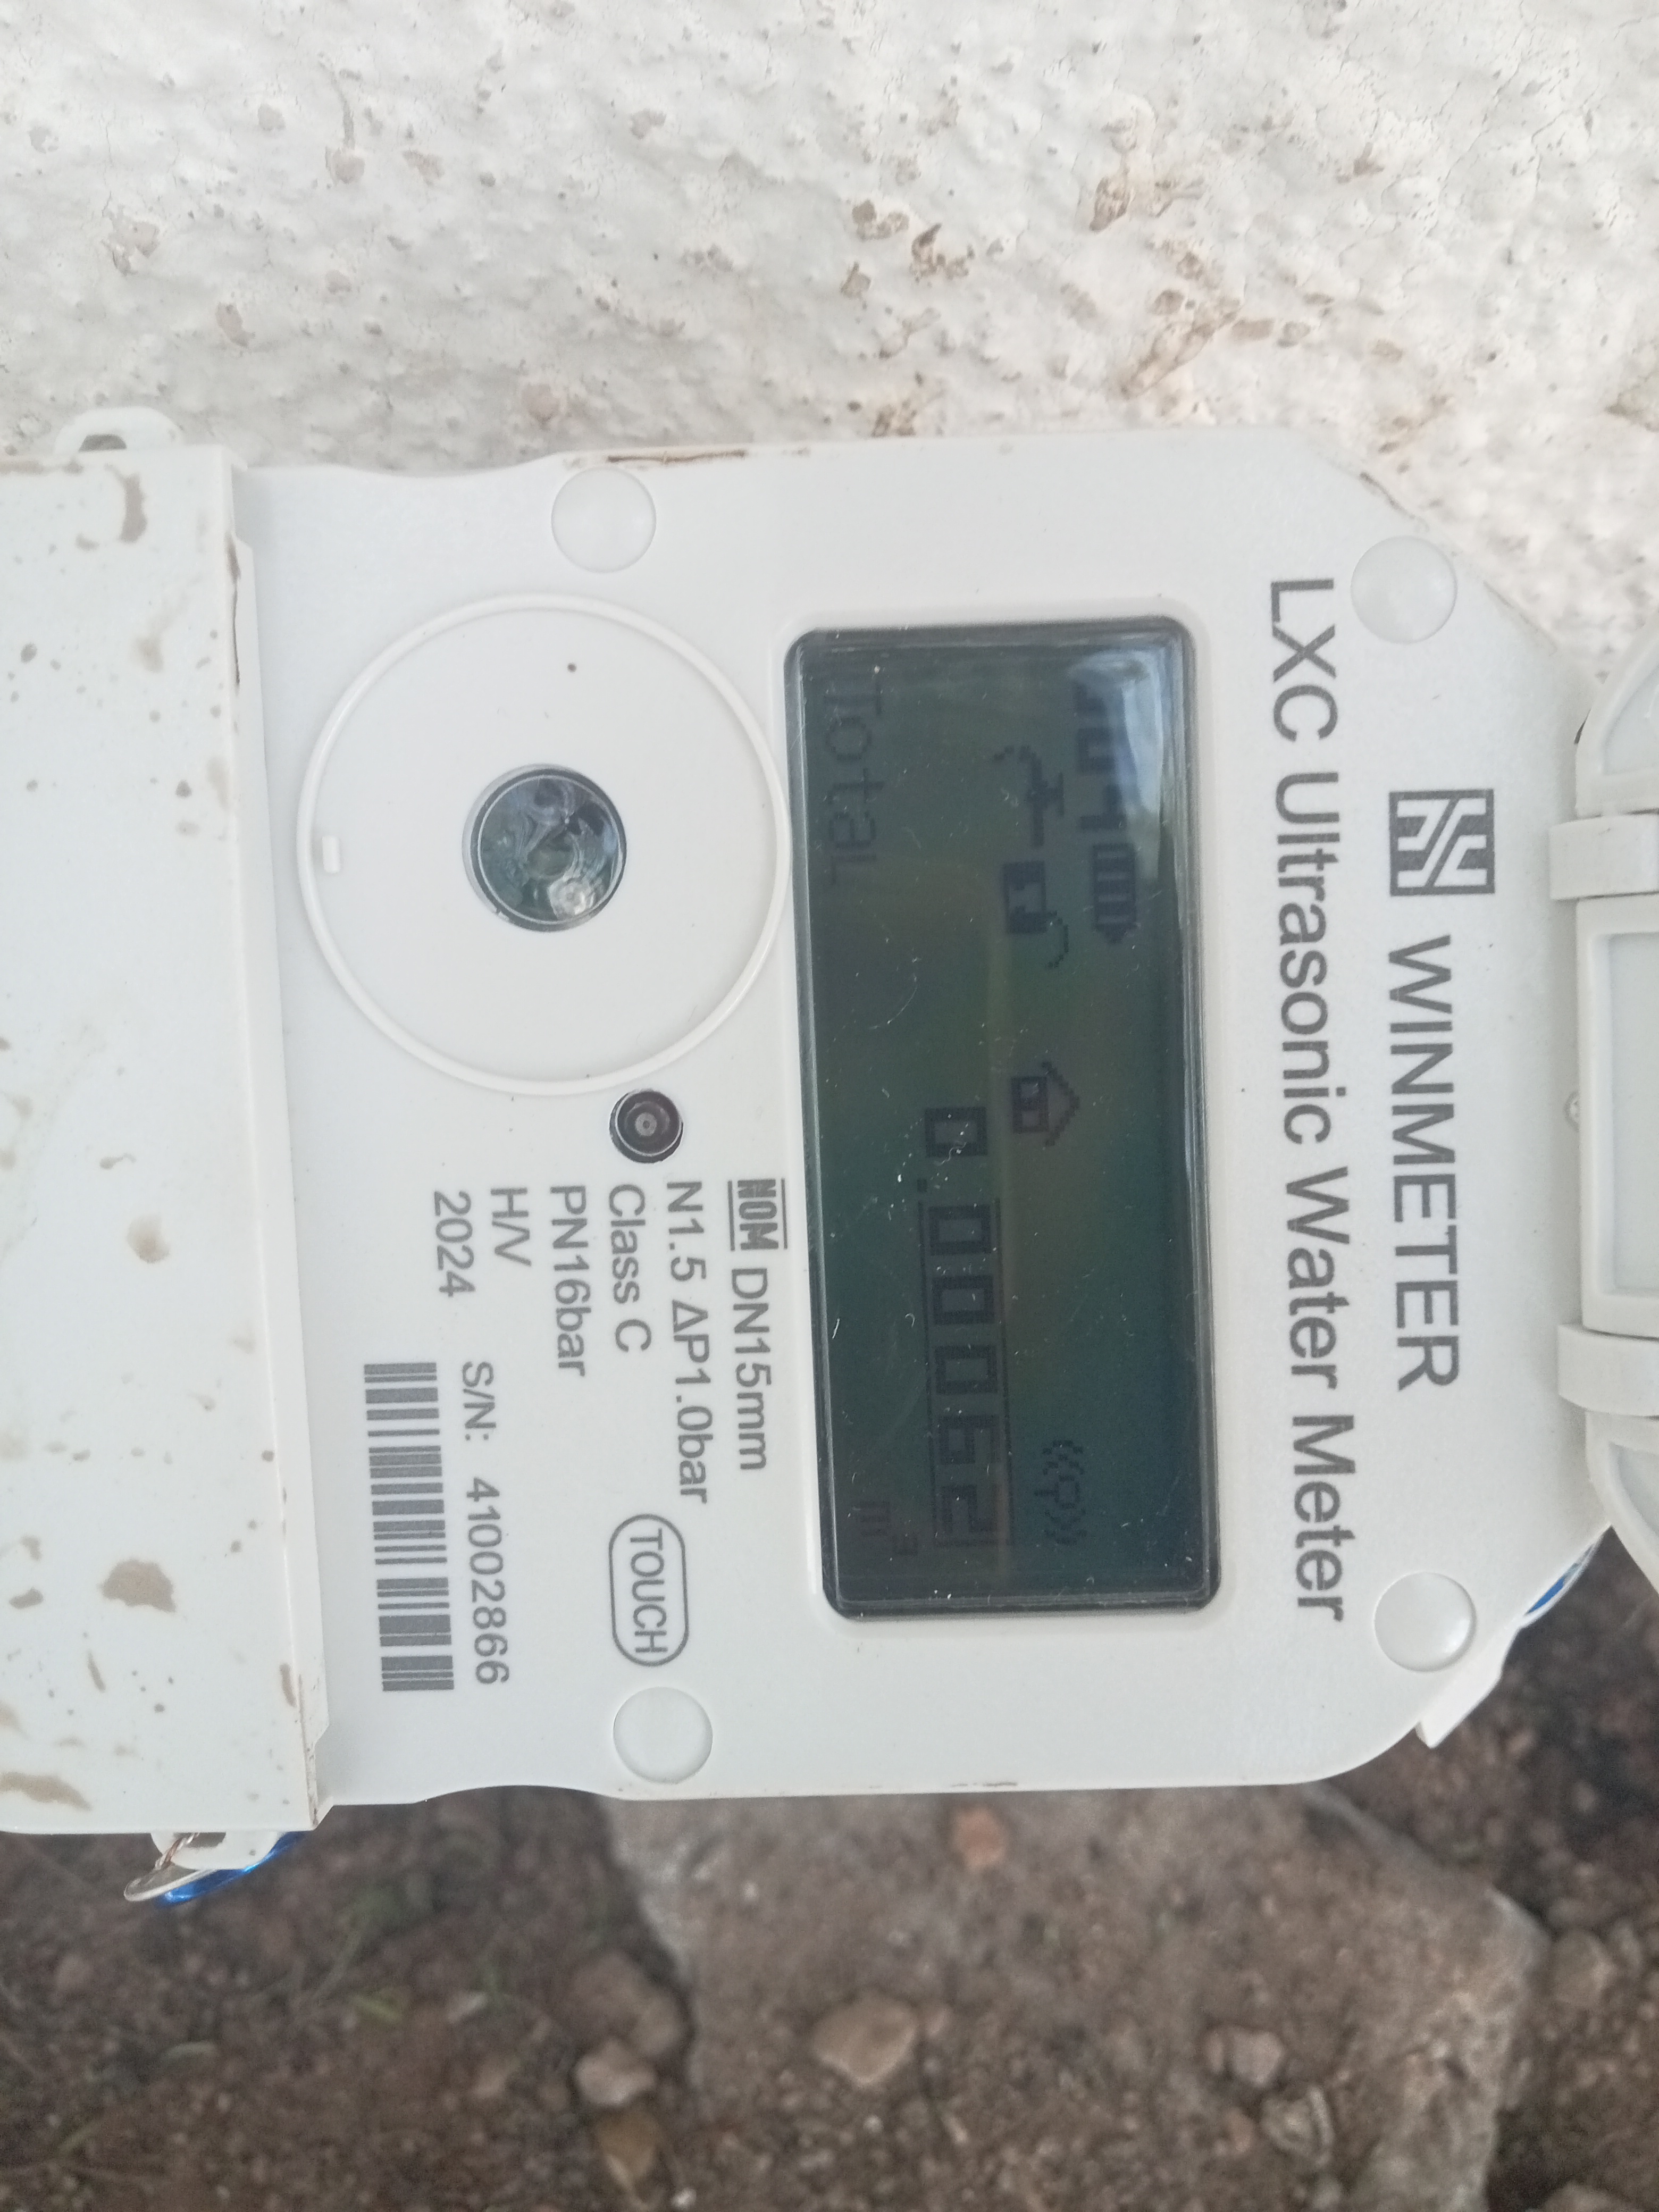 WINMETER
LXC Ultrasonic Water Meter
0.00062
Total
m³
NOM DN15mm
N1.5 ΔP1.0bar
Class C
TOUCH
PN16bar
H/V
2024 S/N: 41002866